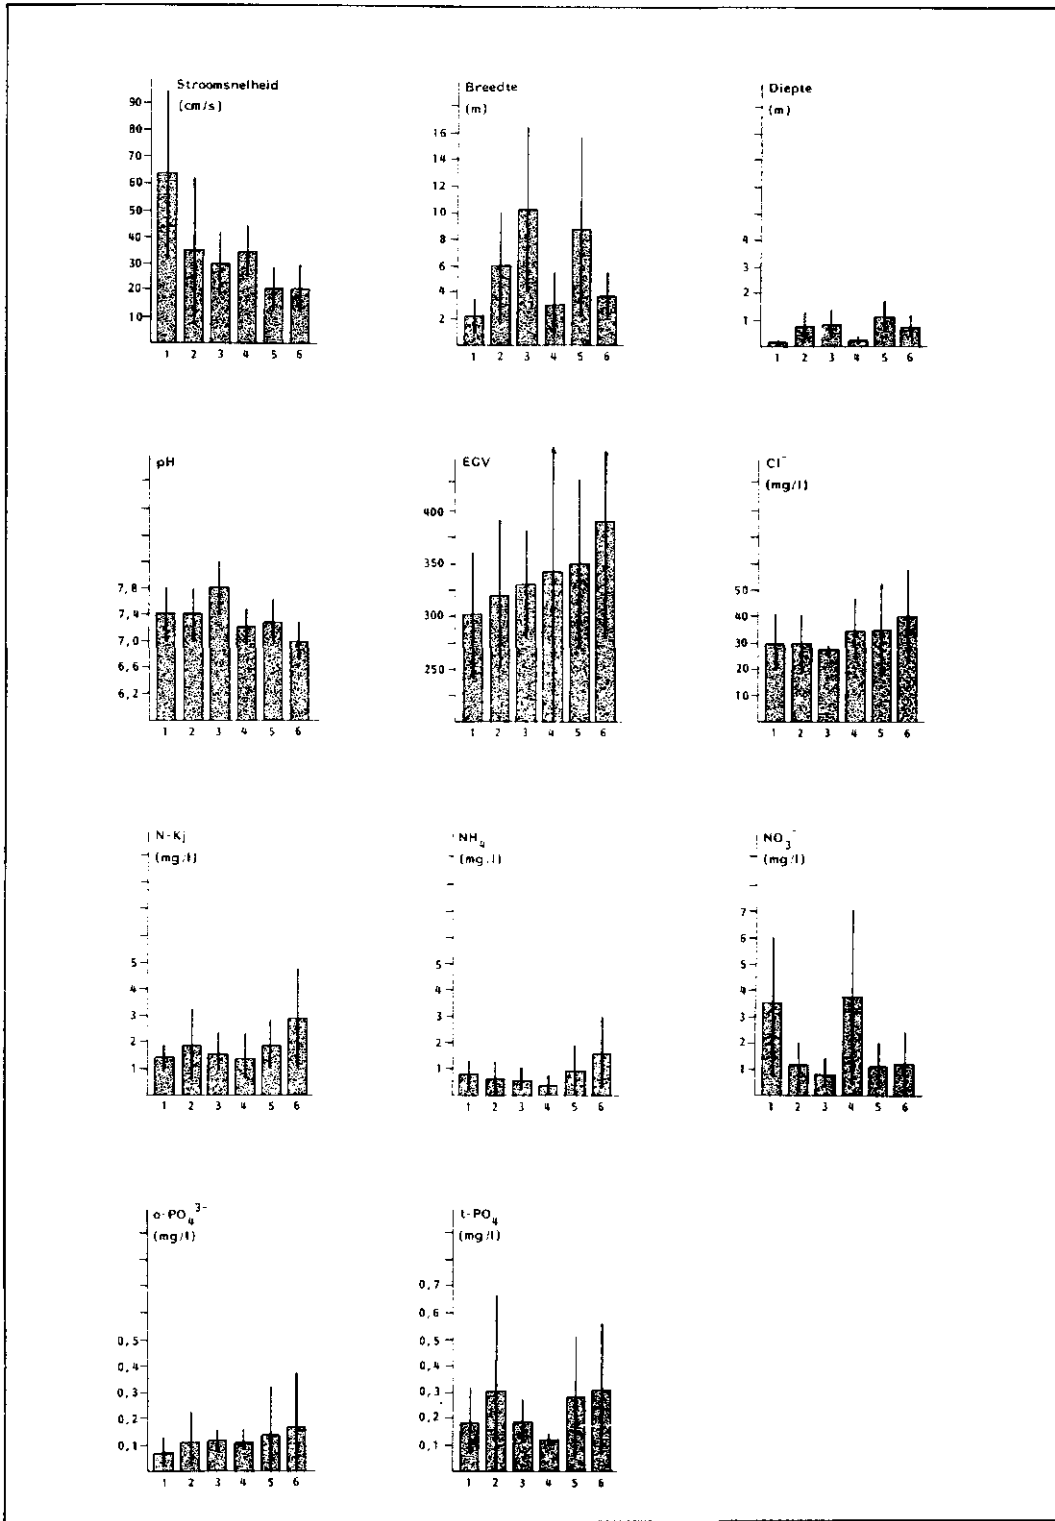 Stroomsnelheid
(cm/s)
90
80
70
60
50
40
30
20
10
1 2 3 4 5 6
Breedte
(m)
16
14
12
10
8
6
4
2
1 2 3 4 5 6
Diepte
(m)
4
3
2
1
1 2 3 4 5 6
pH
7,8
7,4
7,0
6,6
6,2
1 2 3 4 5 6
EGV
400
350
300
250
1 2 3 4 5 6
Cl⁻
(mg/l)
50
40
30
20
10
1 2 3 4 5 6
N-Kj
(mg/l)
5
4
3
2
1
1 2 3 4 5 6
NH₄
(mg/l)
5
4
3
2
1
1 2 3 4 5 6
NO₃⁻
(mg/l)
7
6
5
4
3
2
1
1 2 3 4 5 6
o-PO₄³⁻
(mg/l)
0,5
0,4
0,3
0,2
0,1
1 2 3 4 5 6
t-PO₄
(mg/l)
0,7
0,6
0,5
0,4
0,3
0,2
0,1
1 2 3 4 5 6